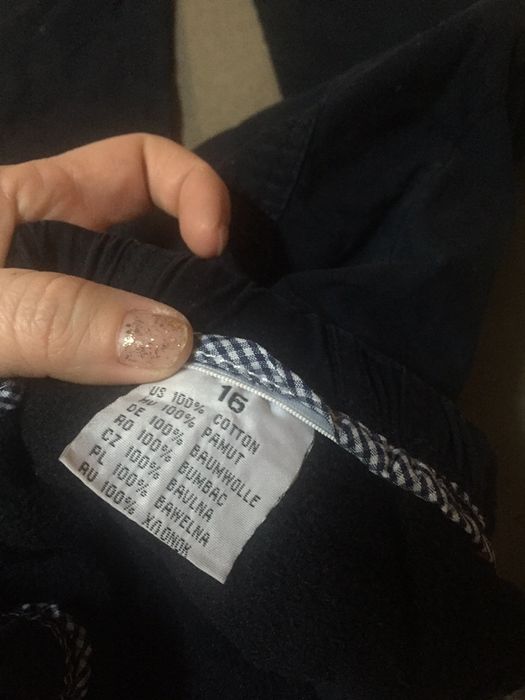 16
US 100% COTTON
HU 100% PAMUT
DE 100% BAUMWOLLE
RO 100% BUMBAC
CZ 100% BAVLNA
PL 100% BAWELNA
RU 100% ХЛОПОК